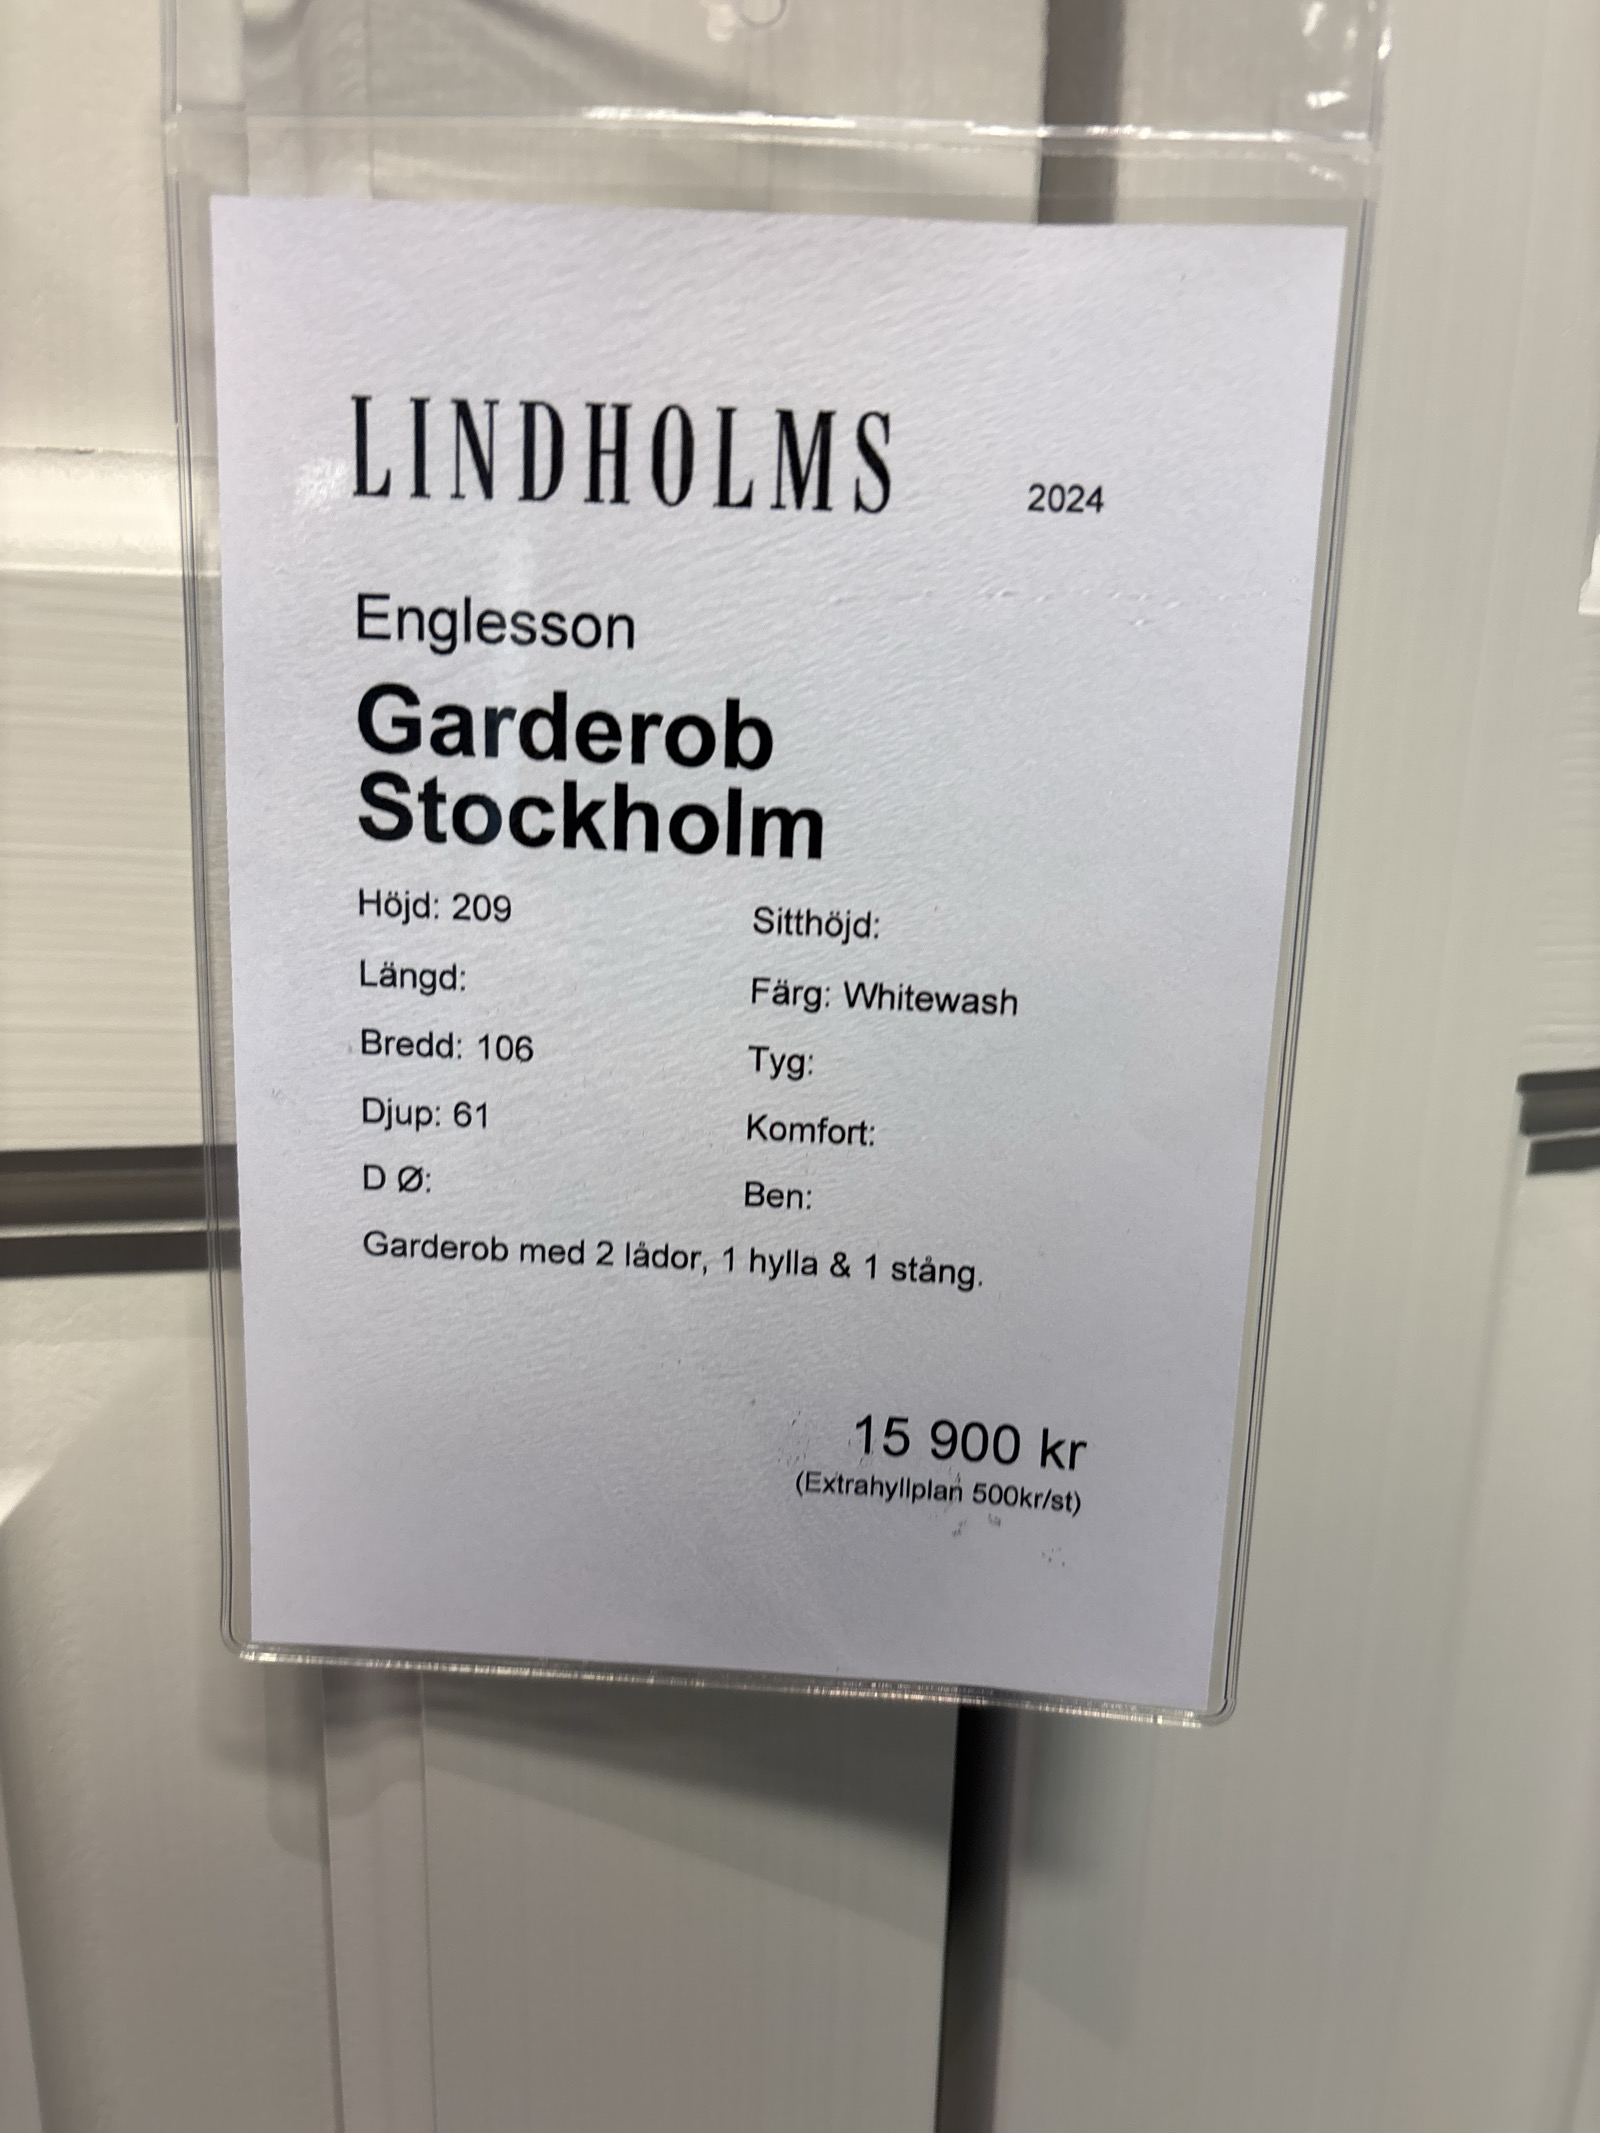 LINDHOLMS 2024
Englesson
Garderob
Stockholm
Höjd: 209
Längd:
Bredd: 106
Djup: 61
D Ø:
Sitthöjd:
Färg: Whitewash
Tyg:
Komfort:
Ben:
Garderob med 2 lådor, 1 hylla & 1 stång.
15 900 kr
(Extrahyllplan 500kr/st)